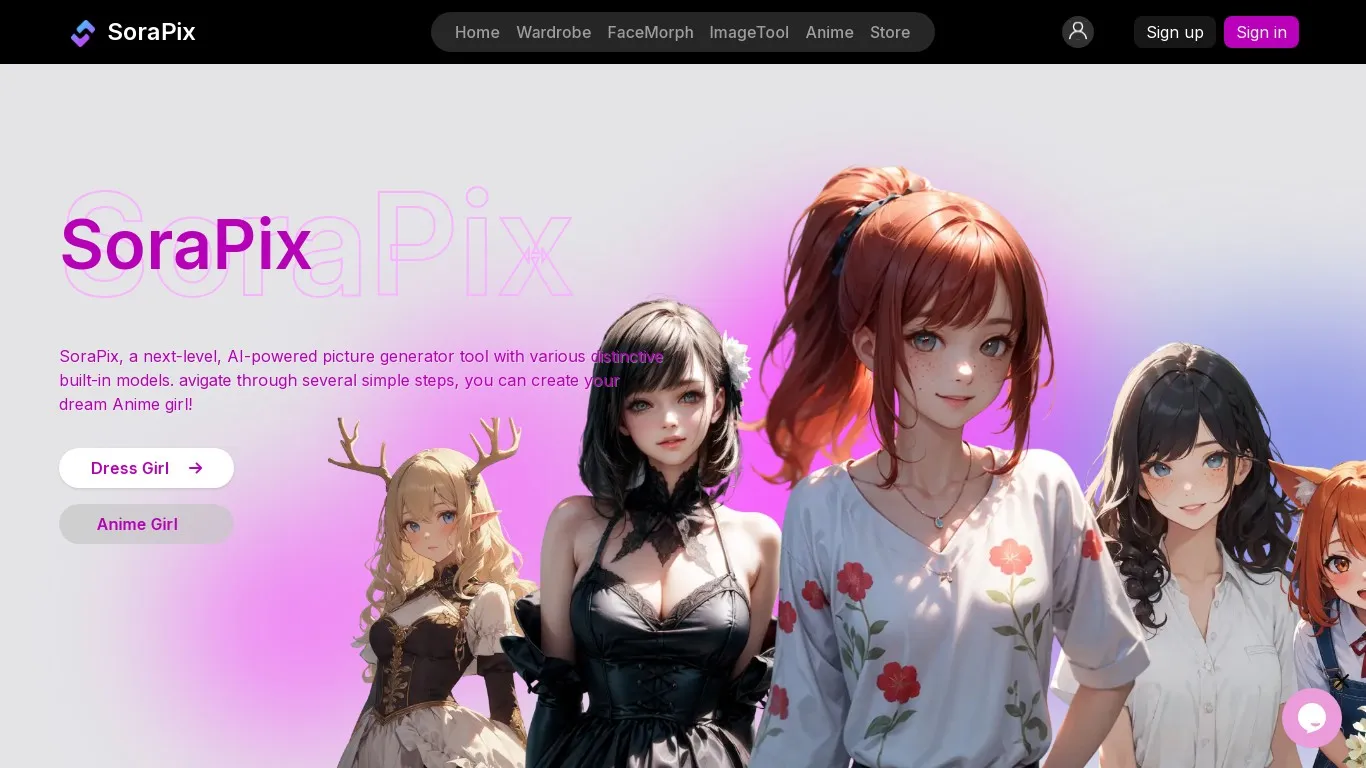 SoraPix
Home Wardrobe FaceMorph ImageTool Anime Store
Sign up Sign in
SoraPix
SoraPix
SoraPix, a next-level, AI-powered picture generator tool with various distinctive
built-in models. avigate through several simple steps, you can create your
dream Anime girl!
Dress Girl
Anime Girl